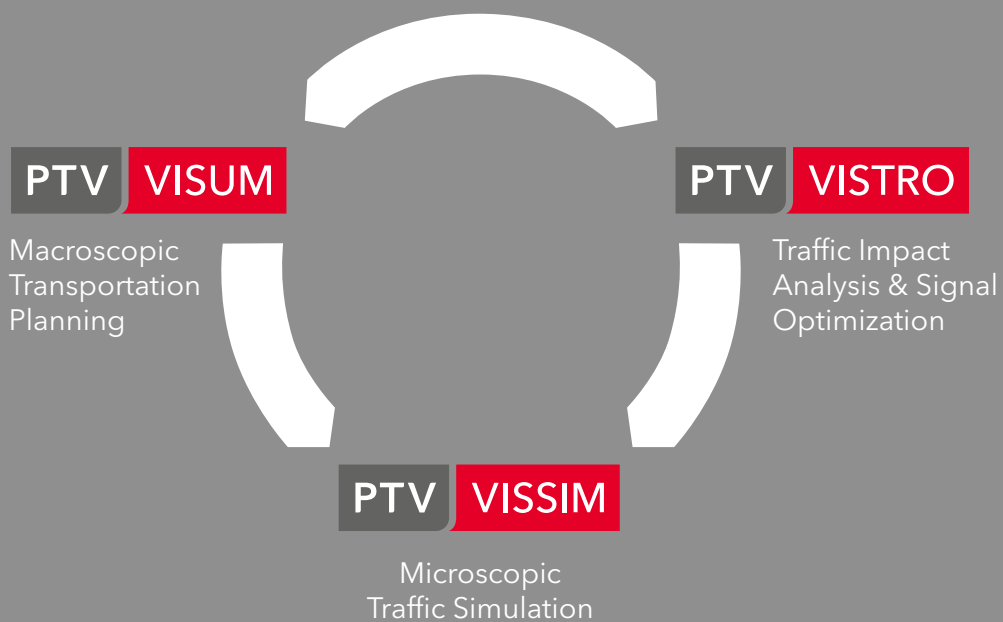 PTV VISUM
Macroscopic
Transportation
Planning
PTV VISTRO
Traffic Impact
Analysis & Signal
Optimization
PTV VISSIM
Microscopic
Traffic Simulation